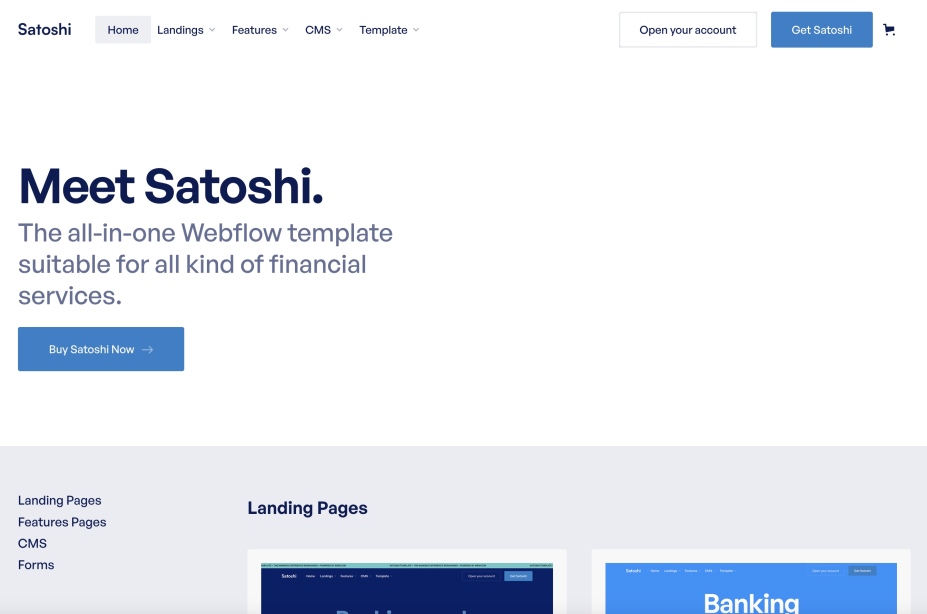 Satoshi Home Landings Features CMS Template Open your account Get Satoshi
Meet Satoshi.
The all-in-one Webflow template
suitable for all kind of financial
services.
Buy Satoshi Now
Landing Pages
Features Pages
CMS
Forms
Landing Pages
Satoshi Home Landings Features CMS Template Open your account Get Satoshi
Satoshi Home Landings Features CMS Template Open your account Get Satoshi
Banking